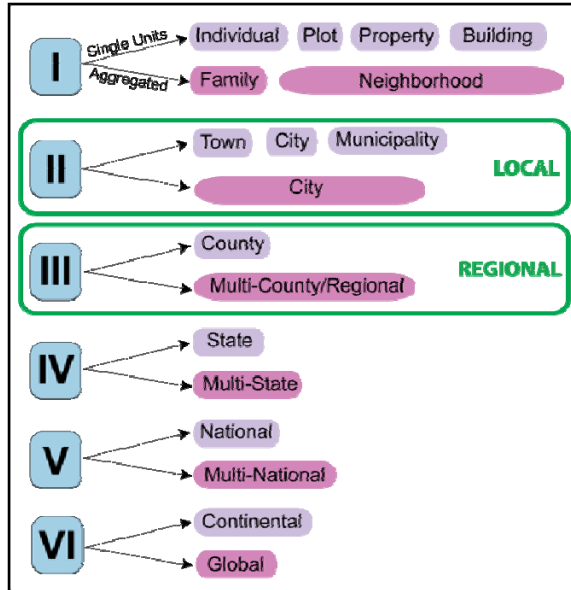 I
Single Units
Individual Plot Property Building
Aggregated
Family Neighborhood
II
Town City Municipality
City
LOCAL
III
County
Multi-County/Regional
REGIONAL
IV
State
Multi-State
V
National
Multi-National
VI
Continental
Global